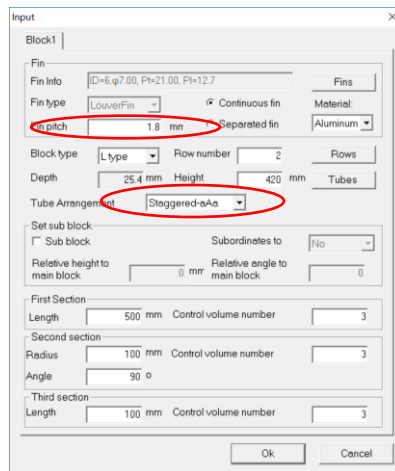 Input
Block1
Fin
Fin Info ID=6,φ7.00, Pt=21.00, Pl=12.7 Fins
Fin type LouverFin Continuous fin Material:
Fin pitch 1.8 mm Separated fin Aluminum
Block type L type Row number 2 Rows
Depth 25.4 mm Height 420 mm Tubes
Tube Arrangement Staggered-aAa
Set sub block
Sub block Subordinates to No
Relative height to main block 0 mm Relative angle to main block 0
First Section
Length 500 mm Control volume number 3
Second section
Radius 100 mm Control volume number 3
Angle 90 o
Third section
Length 100 mm Control volume number 3
Ok Cancel